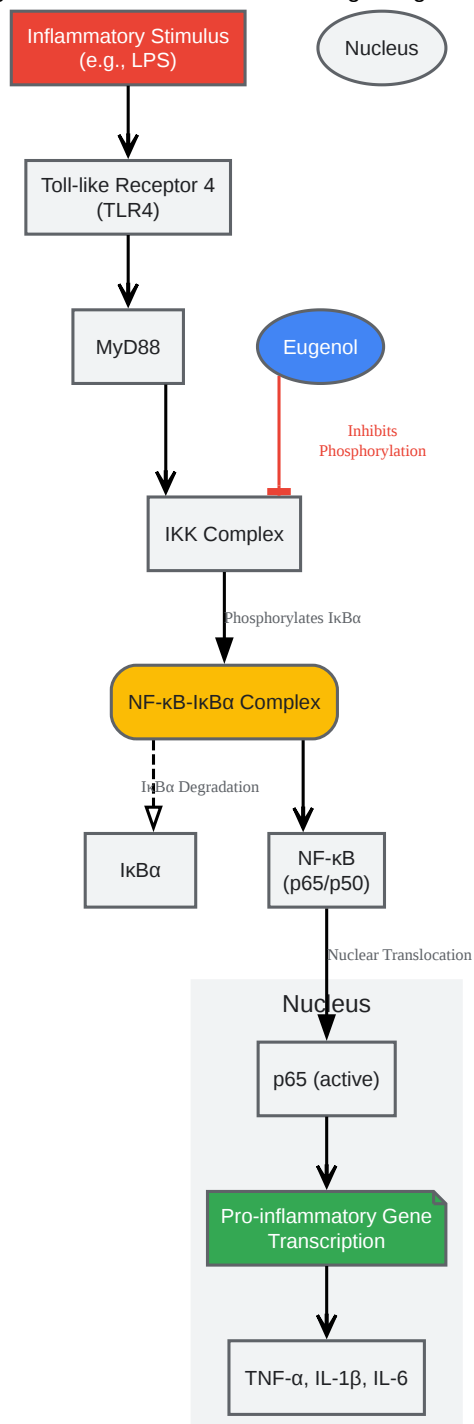 Inflammatory Stimulus
(e.g., LPS)
Nucleus
Toll-like Receptor 4
(TLR4)
MyD88
Eugenol
Inhibits
Phosphorylation
IKK Complex
Phosphorylates IκBα
NF-κB-IκBα Complex
IκBα Degradation
IκBα
NF-κB
(p65/p50)
Nuclear Translocation
Nucleus
p65 (active)
Pro-inflammatory Gene
Transcription
TNF-α, IL-1β, IL-6